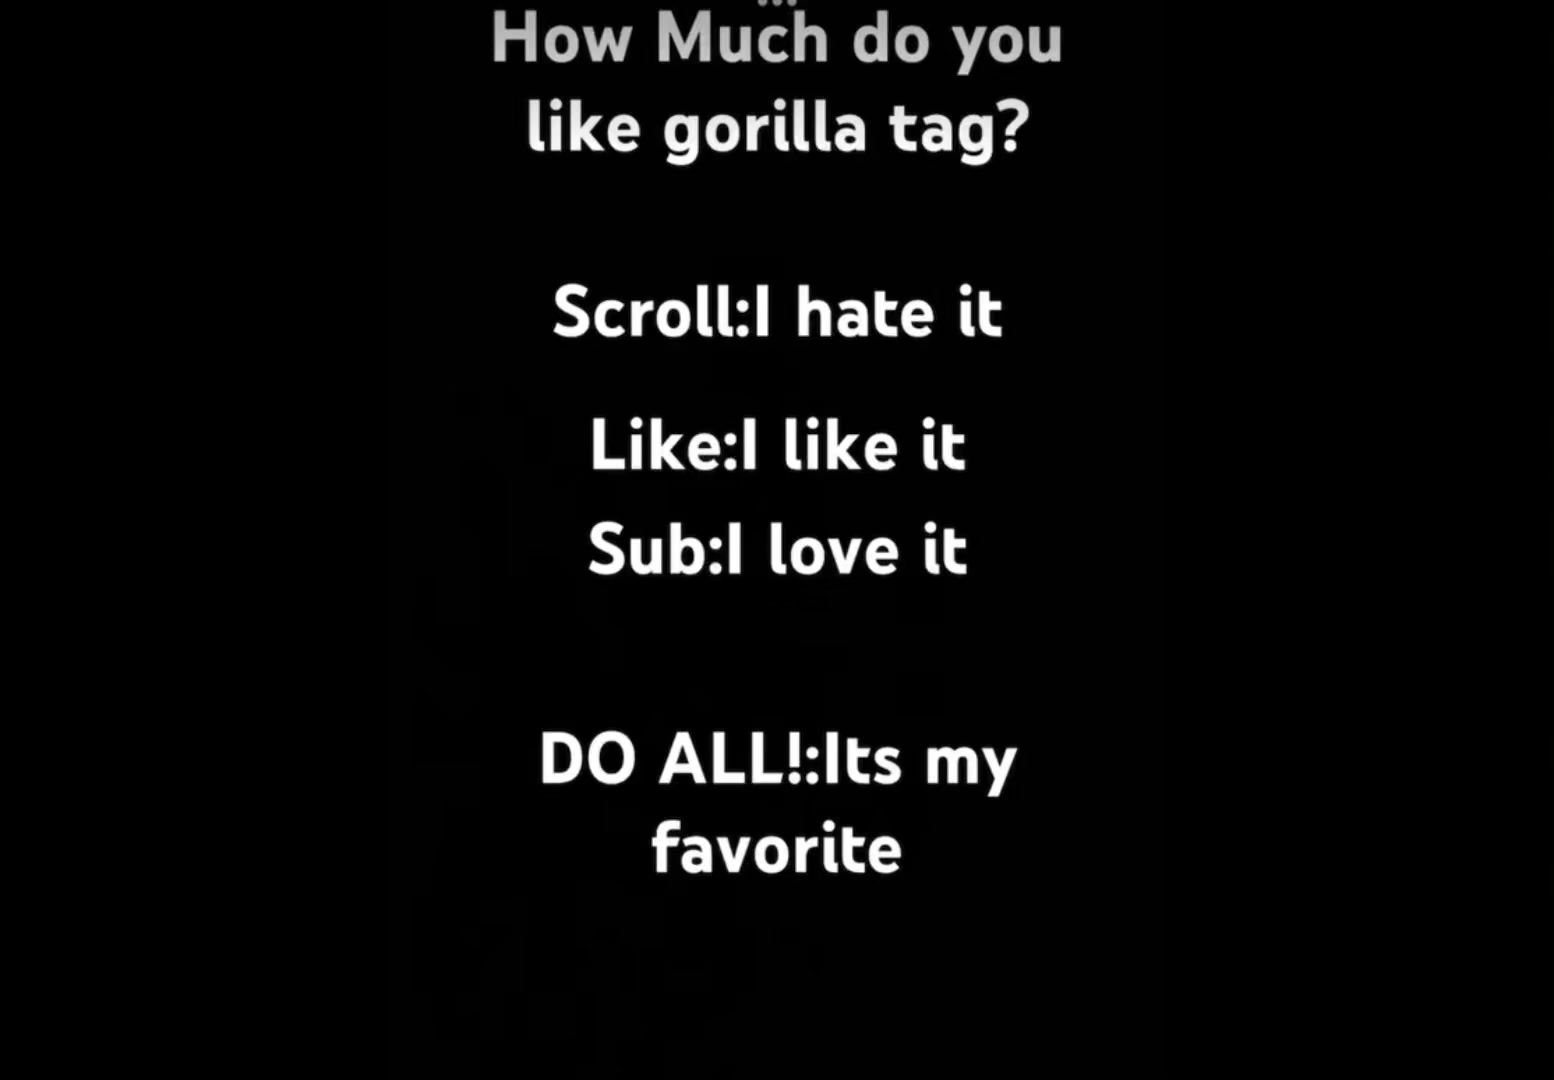 How Much do you
like gorilla tag?
Scroll:I hate it
Like:I like it
Sub:I love it
DO ALL!:Its my
favorite